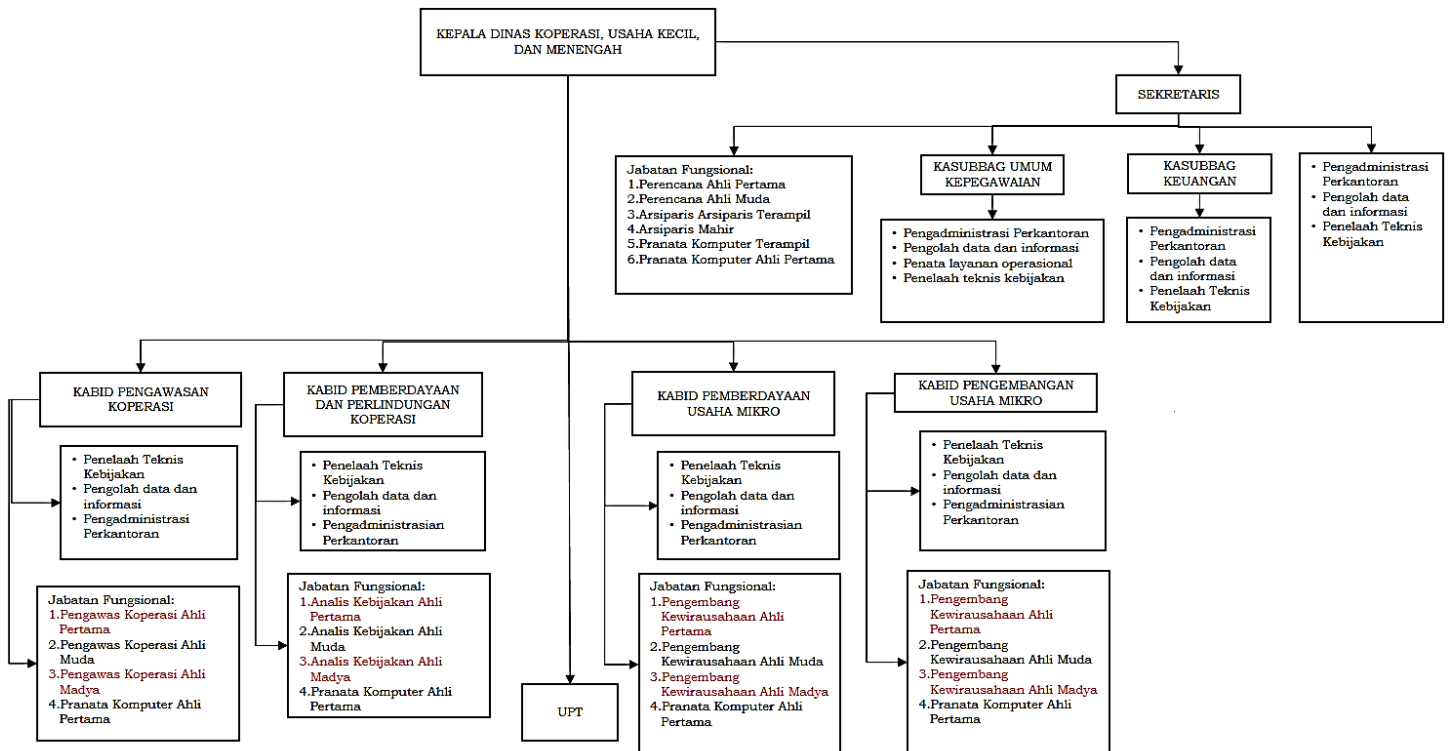 KEPALA DINAS KOPERASI, USAHA KECIL,
DAN MENENGAH
SEKRETARIS
Jabatan Fungsional:
1.Perencana Ahli Pertama
2.Perencana Ahli Muda
3.Arsiparis Arsiparis Terampil
4.Arsiparis Mahir
5.Pranata Komputer Terampil
6.Pranata Komputer Ahli Pertama
KASUBBAG UMUM
KEPEGAWAIAN
• Pengadministrasi Perkantoran
• Pengolah data dan informasi
• Penata layanan operasional
• Penelaah teknis kebijakan
KASUBBAG
KEUANGAN
• Pengadministrasi
Perkantoran
• Pengolah data
dan informasi
• Penelaah Teknis
Kebijakan
• Pengadministrasi
Perkantoran
• Pengolah data
dan informasi
• Penelaah Teknis
Kebijakan
KABID PENGAWASAN
KOPERASI
• Penelaah Teknis
Kebijakan
• Pengolah data dan
informasi
• Pengadministrasi
Perkantoran
Jabatan Fungsional:
1.Pengawas Koperasi Ahli
Pertama
2.Pengawas Koperasi Ahli
Muda
3.Pengawas Koperasi Ahli
Madya
4.Pranata Komputer Ahli
Pertama
KABID PEMBERDAYAAN
DAN PERLINDUNGAN
KOPERASI
• Penelaah Teknis
Kebijakan
• Pengolah data dan
informasi
• Pengadministrasian
Perkantoran
Jabatan Fungsional:
1.Analis Kebijakan Ahli
Pertama
2.Analis Kebijakan Ahli
Muda
3.Analis Kebijakan Ahli
Madya
4.Pranata Komputer Ahli
Pertama
UPT
KABID PEMBERDAYAAN
USAHA MIKRO
• Penelaah Teknis
Kebijakan
• Pengolah data dan
informasi
• Pengadministrasian
Perkantoran
Jabatan Fungsional:
1.Pengembang
Kewirausahaan Ahli
Pertama
2.Pengembang
Kewirausahaan Ahli Muda
3.Pengembang
Kewirausahaan Ahli Madya
4.Pranata Komputer Ahli
Pertama
KABID PENGEMBANGAN
USAHA MIKRO
• Penelaah Teknis
Kebijakan
• Pengolah data dan
informasi
• Pengadministrasian
Perkantoran
Jabatan Fungsional:
1.Pengembang
Kewirausahaan Ahli
Pertama
2.Pengembang
Kewirausahaan Ahli Muda
3.Pengembang
Kewirausahaan Ahli Madya
4.Pranata Komputer Ahli
Pertama